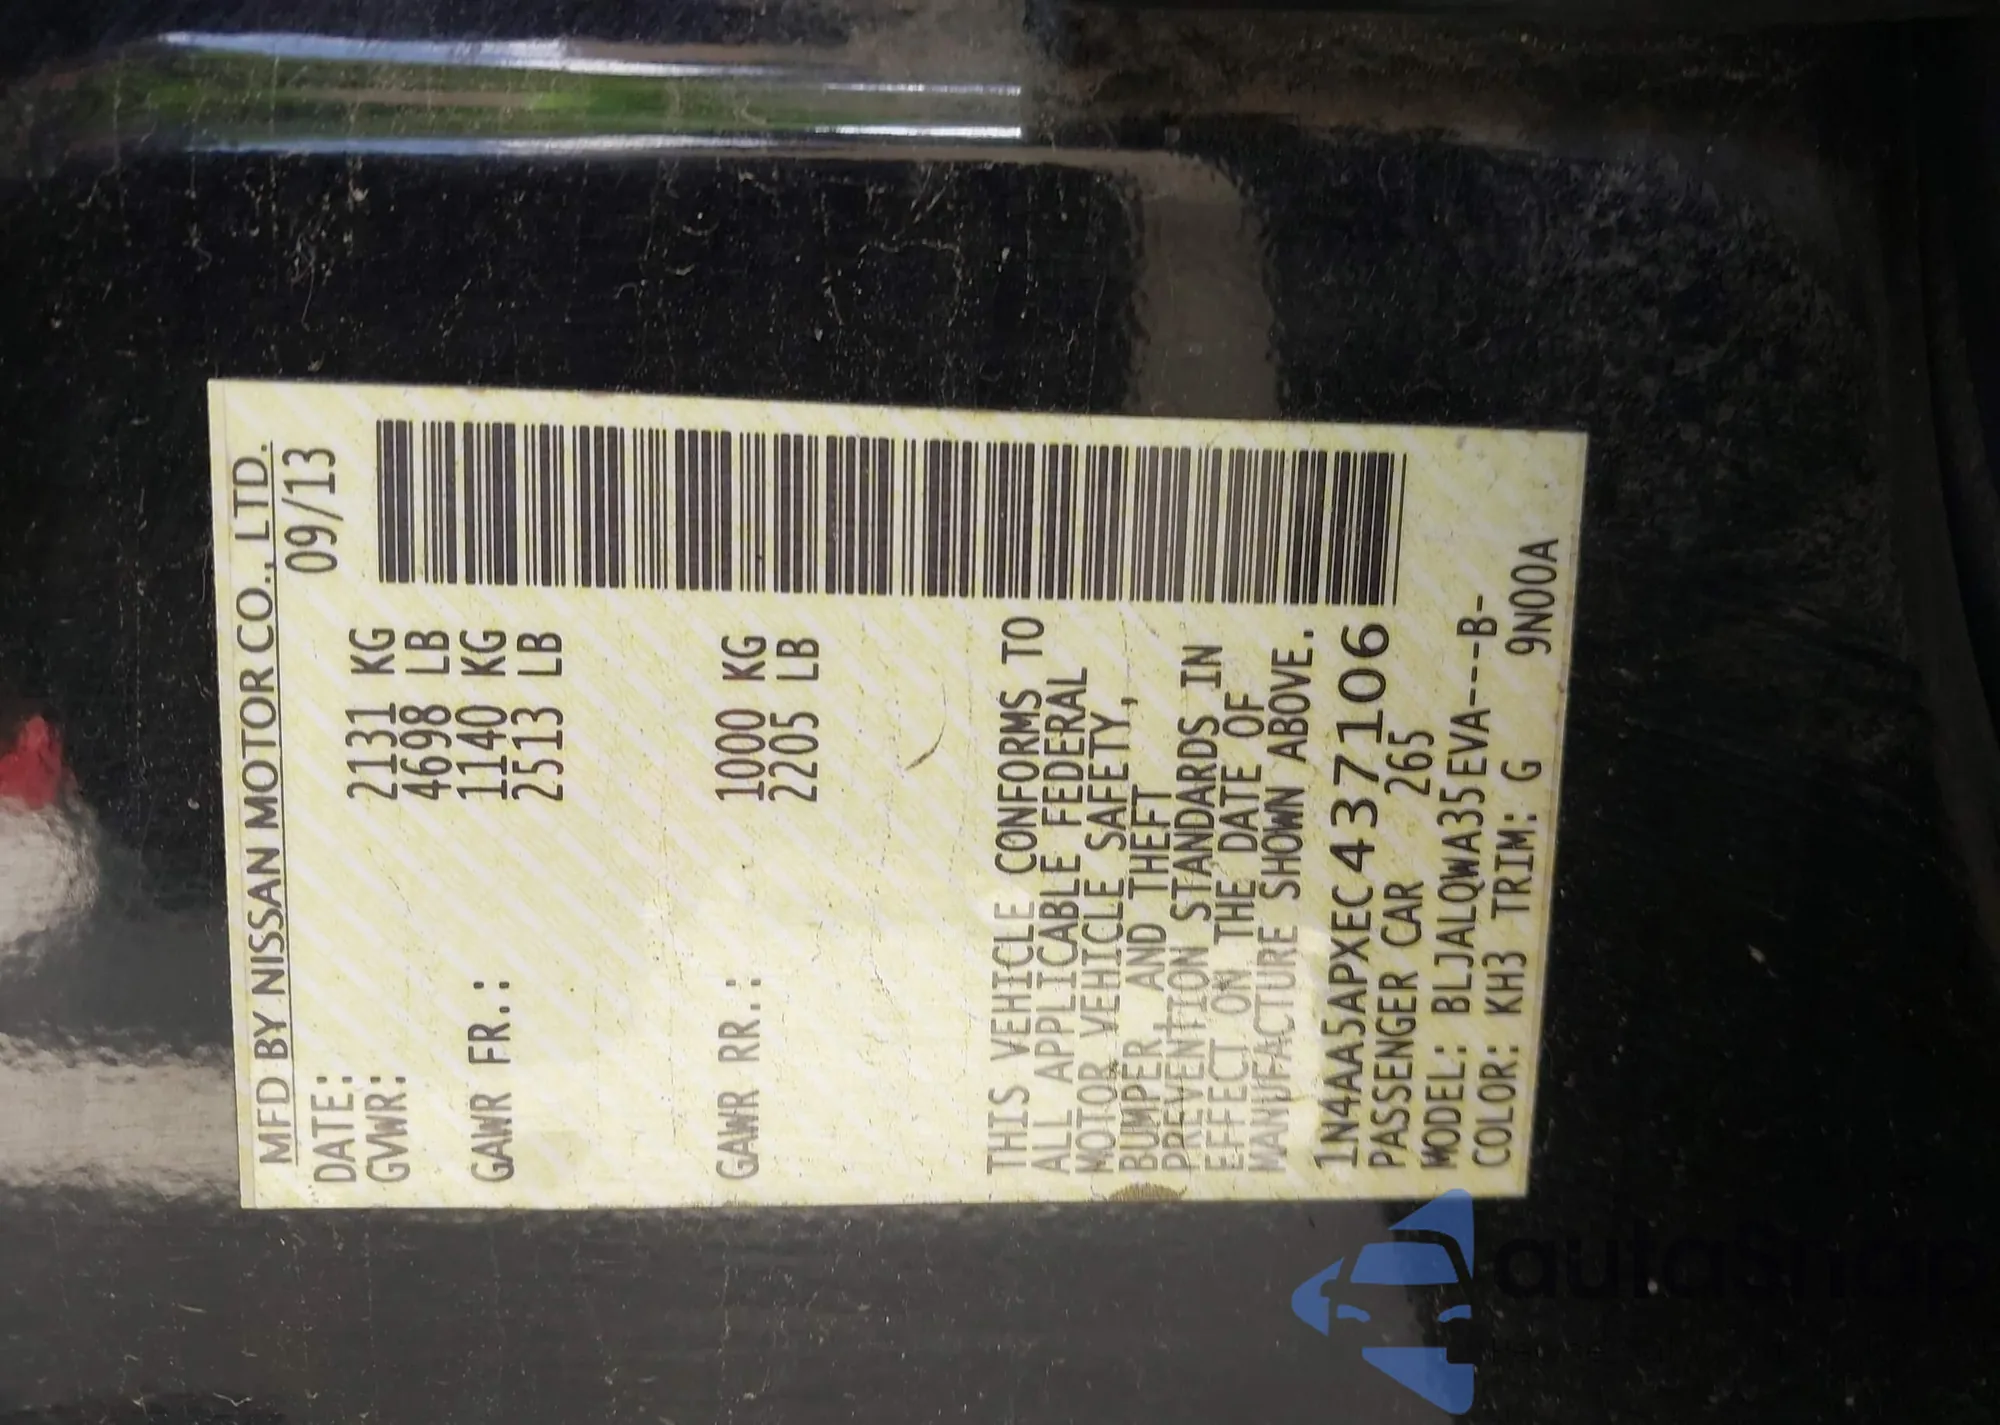 MFD BY NISSAN MOTOR CO., LTD.
DATE: 09/13
GVWR: 2131 KG
4698 LB
GAWR FR.: 1140 KG
2513 LB
GAWR RR.: 1000 KG
2205 LB
THIS VEHICLE CONFORMS TO
ALL APPLICABLE FEDERAL
MOTOR VEHICLE SAFETY,
BUMPER, AND THEFT
PREVENTION STANDARDS IN
EFFECT ON THE DATE OF
MANUFACTURE SHOWN ABOVE.
1N4AA5APXEC437106
PASSENGER CAR 265
MODEL: BLJALQWA35EVA---B-
COLOR: KH3 TRIM: G 9N00A